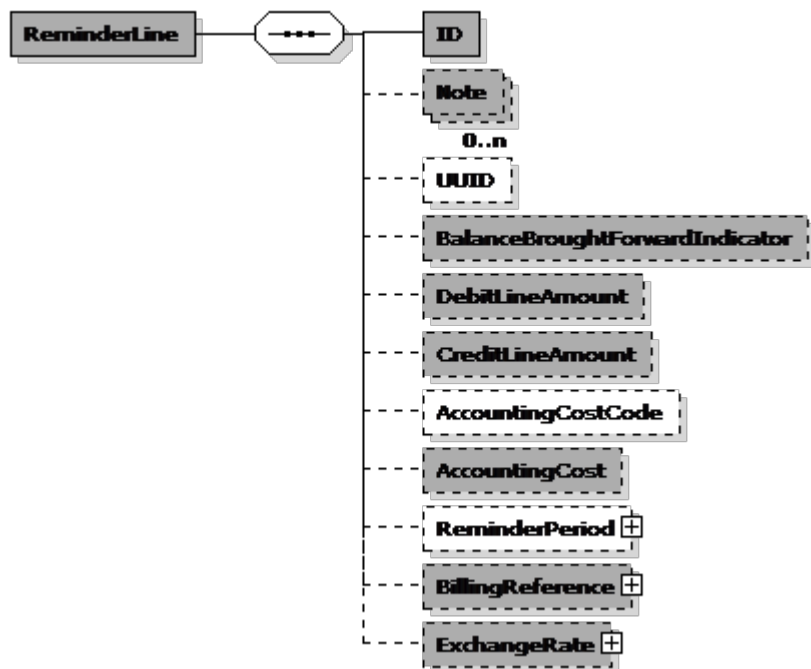 ReminderLine
ID
Note
0..n
UUID
BalanceBroughtForwardIndicator
DebitLineAmount
CreditLineAmount
AccountingCostCode
AccountingCost
ReminderPeriod
BillingReference
ExchangeRate